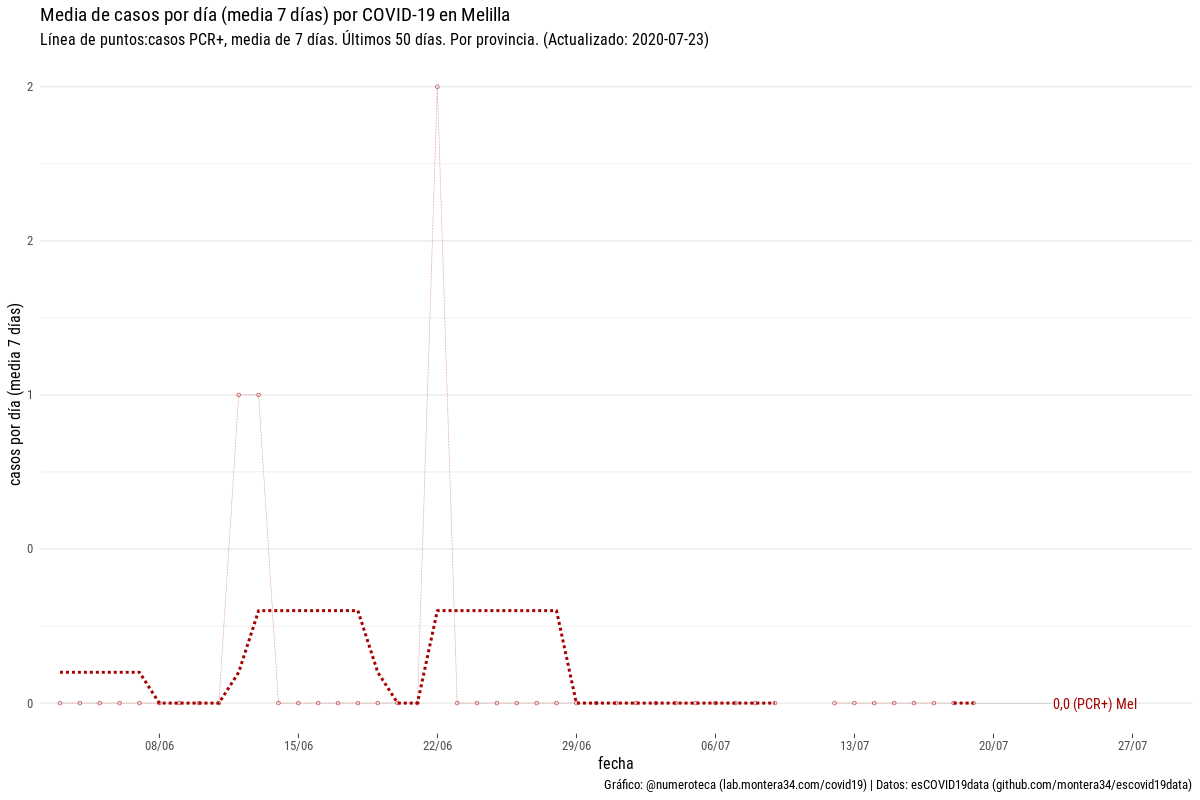 Media de casos por día (media 7 días) por COVID-19 en Melilla
Línea de puntos:casos PCR+, media de 7 días. Últimos 50 días. Por provincia. (Actualizado: 2020-07-23)
casos por día (media 7 días)
2
2
1
0
0
0,0 (PCR+) Mel
08/06 15/06 22/06 29/06 06/07 13/07 20/07 27/07
fecha
Gráfico: @numeroteca (lab.montera34.com/covid19) | Datos: esCOVID19data (github.com/montera34/escovid19data)